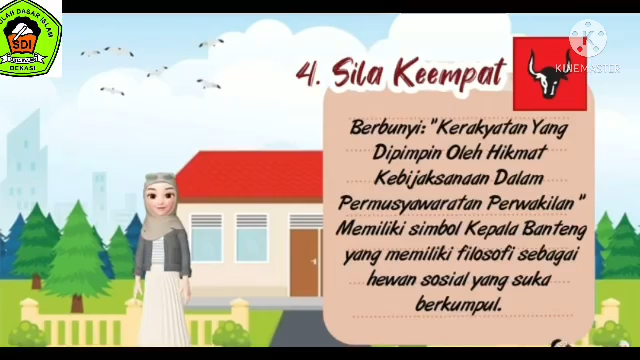 SDI
BEKASI
4. Sila Keempat
KINEMASTER
Berbunyi: "Kerakyatan Yang
Dipimpin Oleh Hikmat
Kebijaksanaan Dalam
Permusyawaratan Perwakilan"
Memiliki simbol Kepala Banteng
yang memiliki filosofi sebagai
hewan sosial yang suka
berkumpul.